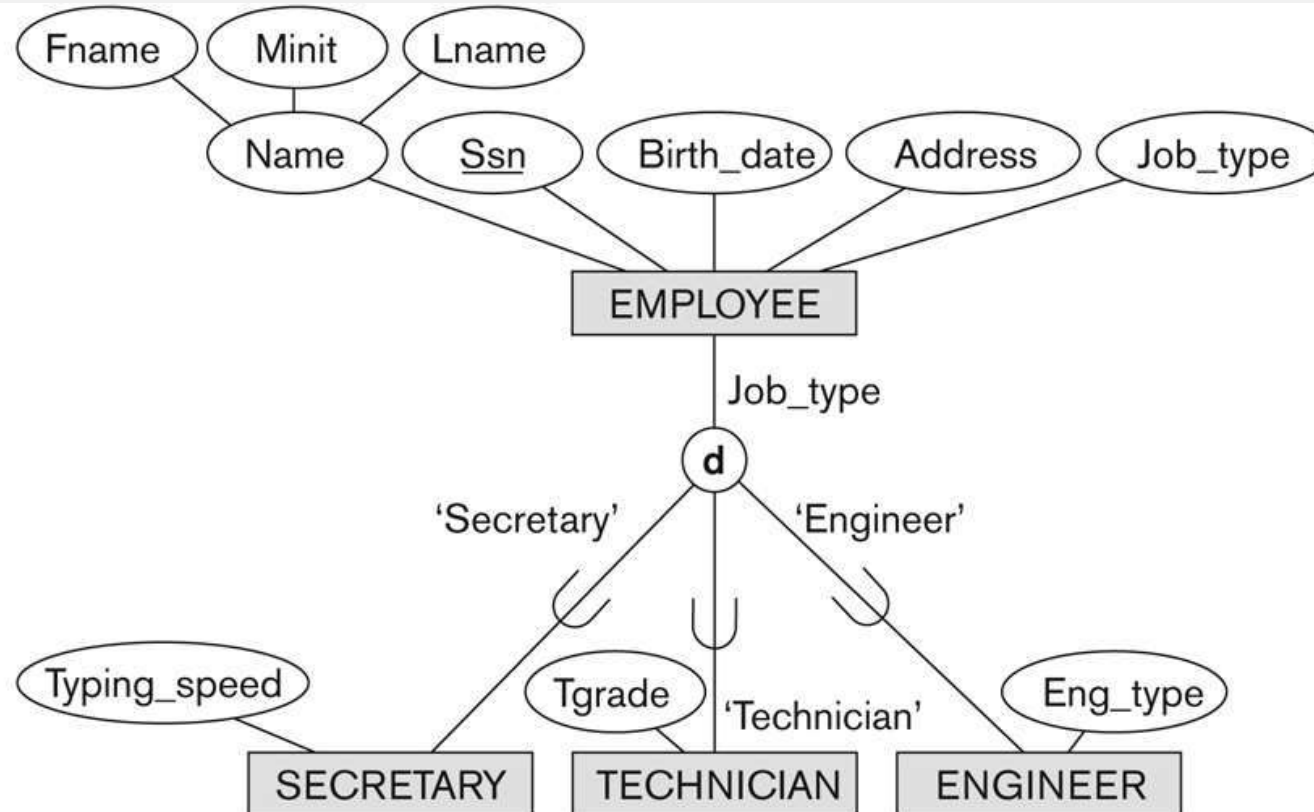 Fname Minit Lname
Name Ssn Birth_date Address Job_type
EMPLOYEE
Job_type
d
‘Secretary’ ‘Engineer’
Typing_speed Tgrade Eng_type
‘Technician’
SECRETARY TECHNICIAN ENGINEER